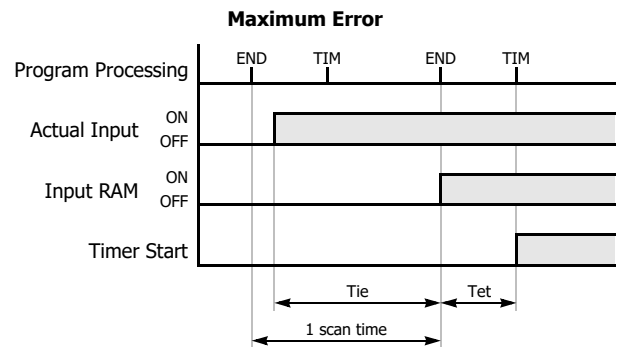 Maximum Error
END TIM END TIM
Program Processing
ON
Actual Input
OFF
ON
Input RAM
OFF
Timer Start
Tie Tet
1 scan time